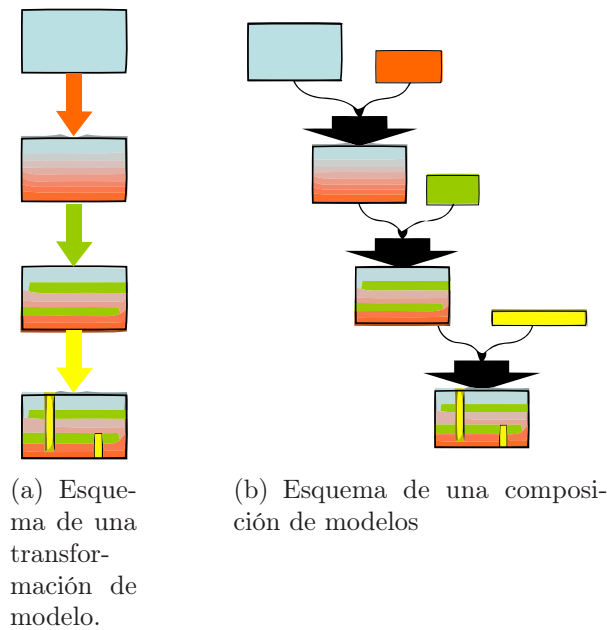 (a) Esque-
ma de una
transfor-
mación de
modelo.
(b) Esquema de una composi-
ción de modelos